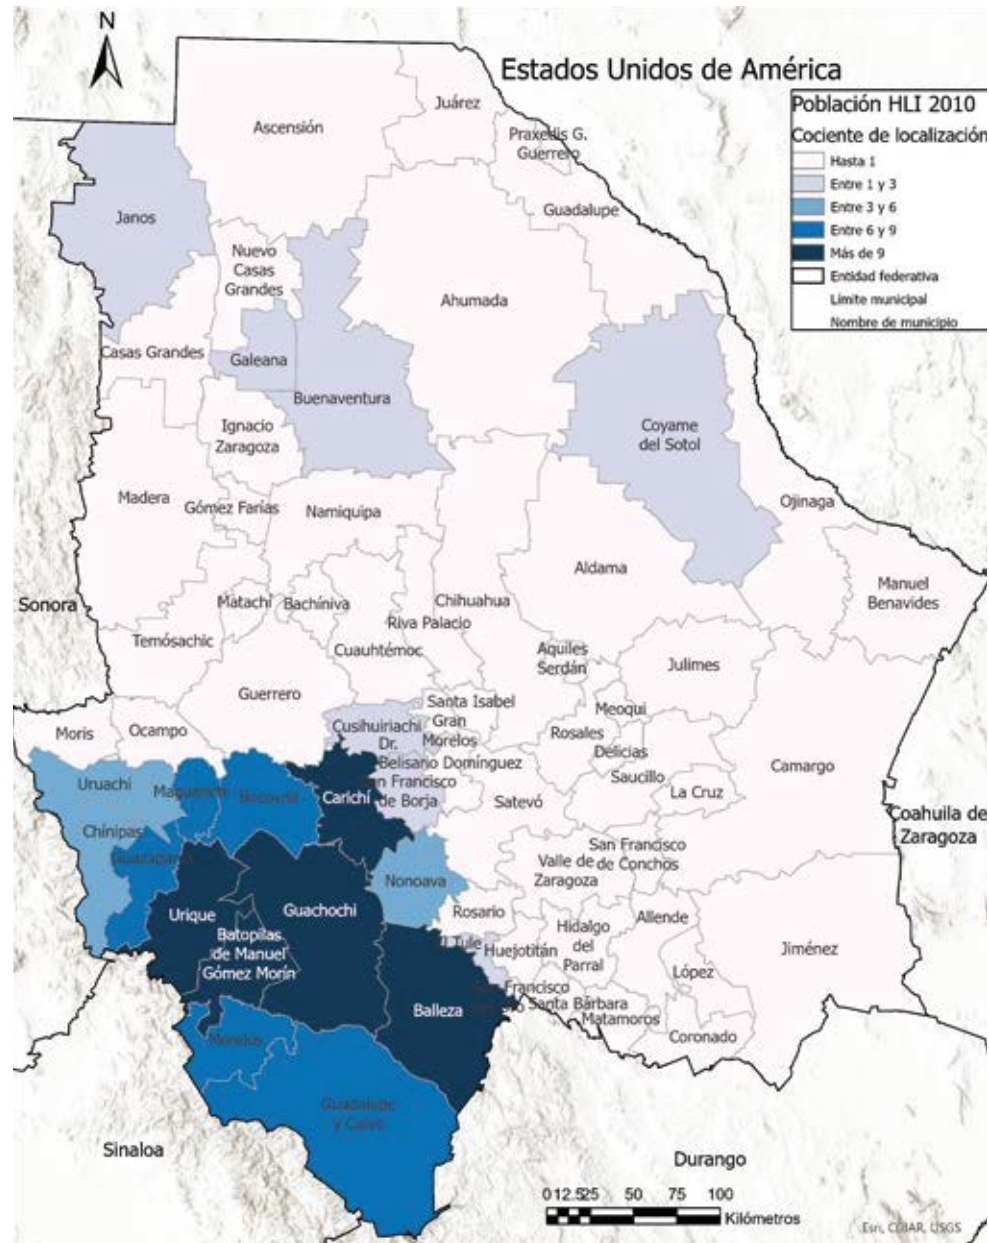 N
Estados Unidos de América
Población HLI 2010
Cociente de localización
Hasta 1
Entre 1 y 3
Entre 3 y 6
Entre 6 y 9
Más de 9
Entidad federativa
Límite municipal
Nombre de municipio
Juárez
Ascensión
Praxedis G.
Guerrero
Guadalupe
Janos
Nuevo
Casas
Grandes
Ahumada
Casas Grandes
Galeana
Buenaventura
Ignacio
Zaragoza
Coyame
del Sotol
Madera
Gómez Farías
Namiquipa
Ojinaga
Aldama
Manuel
Benavides
Sonora
Matachí
Bachíniva
Chihuahua
Riva Palacio
Temósachic
Cuauhtémoc
Aquiles
Serdán
Julimes
Guerrero
Santa Isabel
Meoqui
Moris
Ocampo
Cusihuiriachi
Gran
Morelos
Rosales
Delicias
Dr.
Belisario Domínguez
Camargo
Uruachi
Bocoyna
Carichí
Francisco
de Borja
Satevó
Saucillo
La Cruz
Coahuila de
Zaragoza
Chínipas
San Francisco
de Conchos
Valle de
Zaragoza
Nonoava
Urique
Guachochi
Rosario
Allende
Batopilas
de Manuel
Gómez Morín
Tule
Huejotitán
Hidalgo
del
Parral
Jiménez
López
Francisco
Balleza
Santa Bárbara
Matamoros
Coronado
Morelos
Guadalupe
y Calvo
Sinaloa
Durango
0 12.5 25 50 75 100
Kilómetros
Esri, CGIAR, USGS